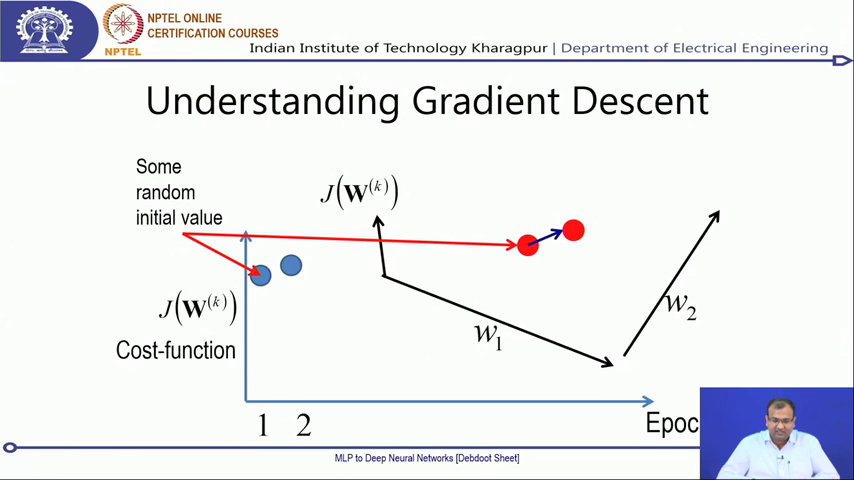 NPTEL ONLINE
CERTIFICATION COURSES
NPTEL
Indian Institute of Technology Kharagpur | Department of Electrical Engineering
Understanding Gradient Descent
Some
random
initial value
J(W^(k))
J(W^(k))
Cost-function
w₁
w₂
1 2
Epoc
MLP to Deep Neural Networks [Debdoot Sheet]